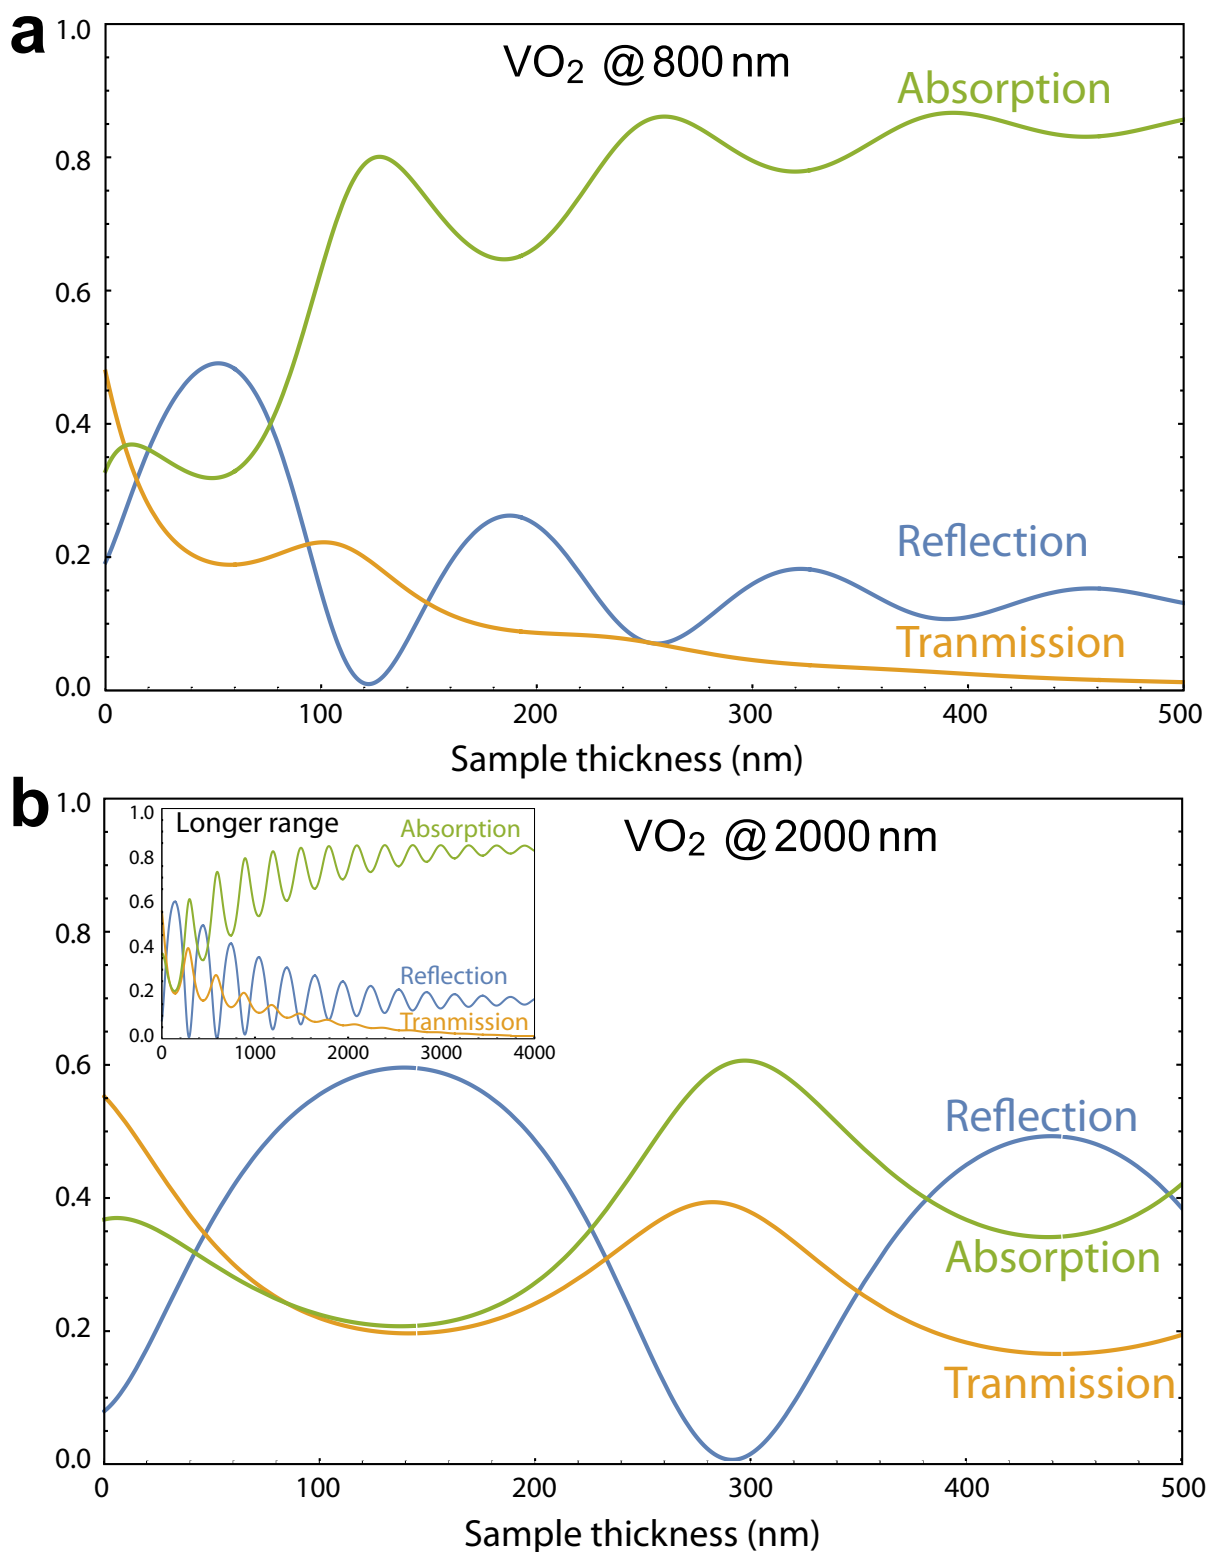 a
VO2 @ 800 nm
1.0
0.8
0.6
0.4
0.2
0.0
Absorption
Reflection
Tranmission
0 100 200 300 400 500
Sample thickness (nm)
b
VO2 @ 2000 nm
1.0
0.8
0.6
0.4
0.2
0.0
Longer range
1.0
0.8
0.6
0.4
0.2
0.0
Absorption
Reflection
Tranmission
0 1000 2000 3000 4000
Reflection
Absorption
Tranmission
0 100 200 300 400 500
Sample thickness (nm)